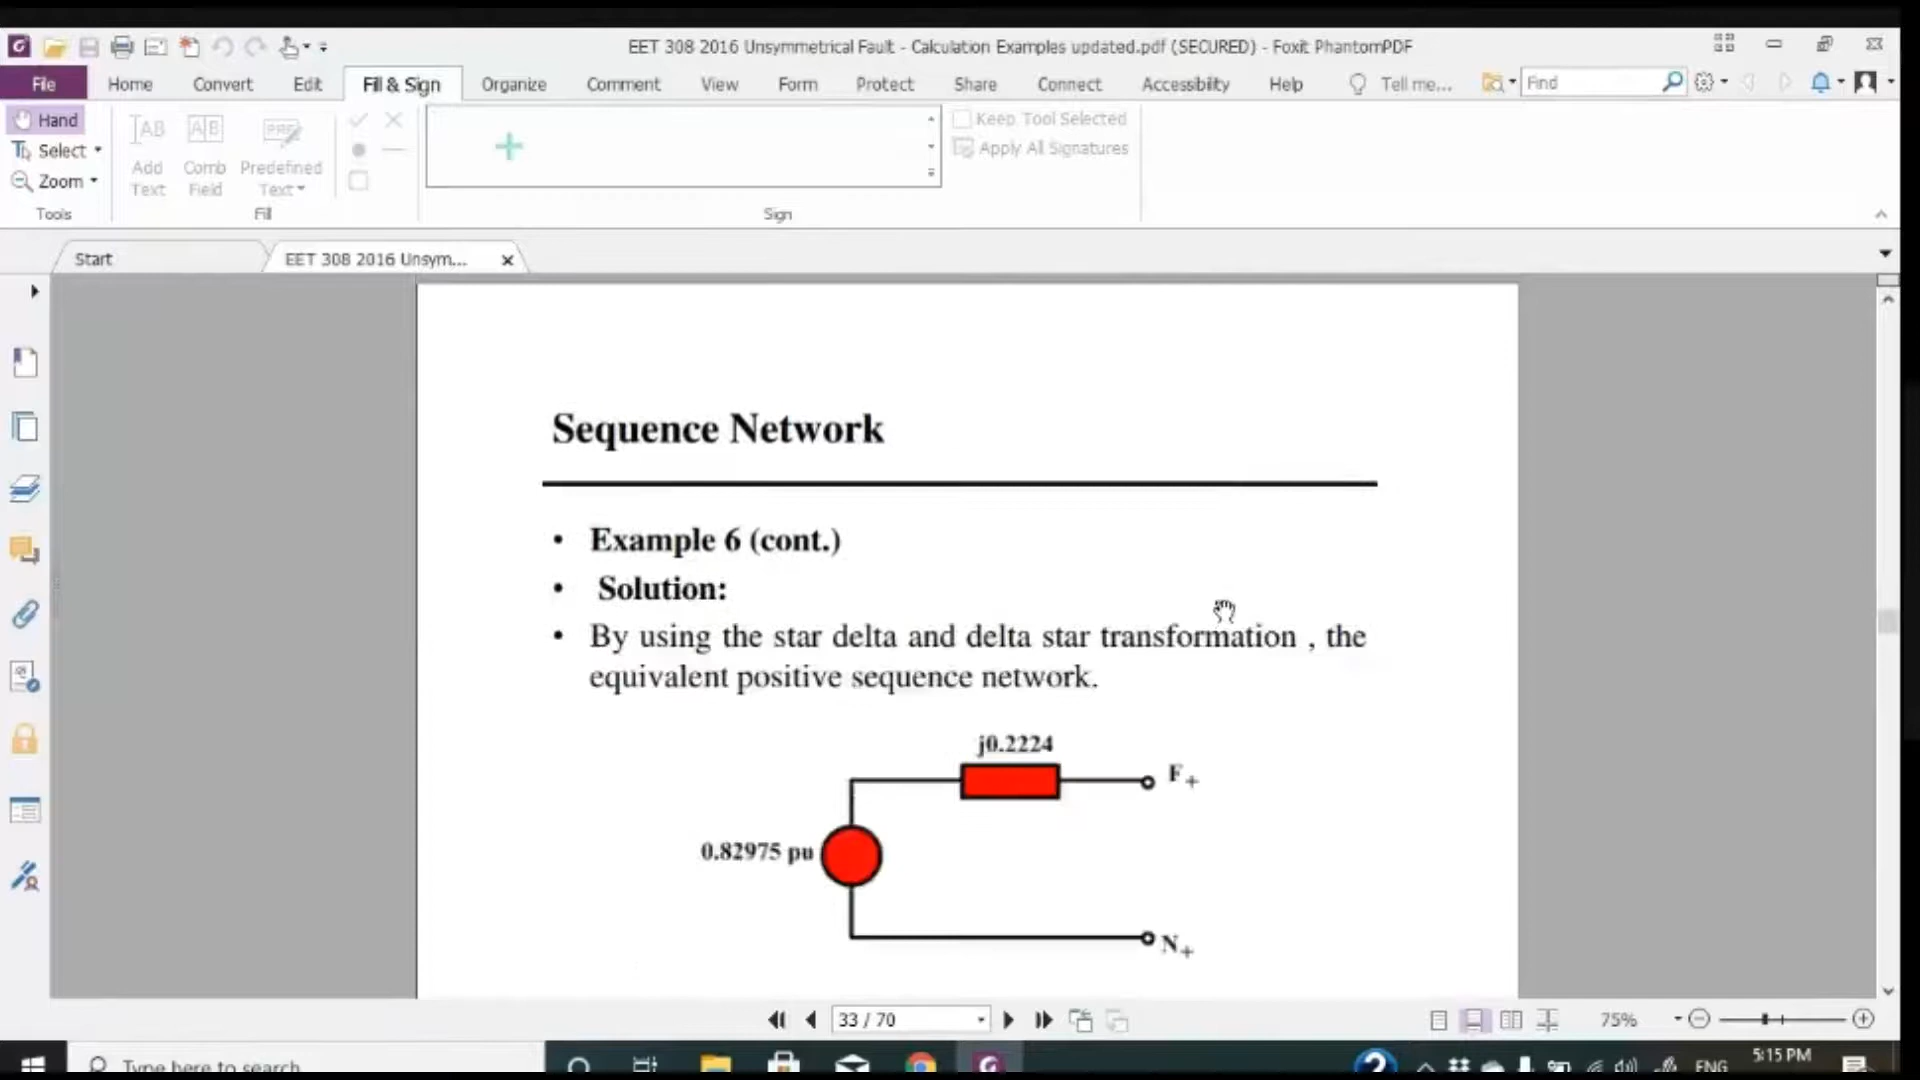 EET 308 2016 Unsymmetrical Fault - Calculation Examples updated.pdf (SECURED) - Foxit PhantomPDF
File Home Convert Edit Fill & Sign Organize Comment View Form Protect Share Connect Accessibility Help Tell me... Find
Hand
Select
Zoom
Tools
Add Text
Comb Field
Predefined Text
Fill
Sign
Keep Tool Selected
Apply All Signatures
Start
EET 308 2016 Unsym...
Sequence Network
• Example 6 (cont.)
• Solution:
• By using the star delta and delta star transformation , the
equivalent positive sequence network.
j0.2224
F+
0.82975 pu
N+
33 / 70
75%
Type here to search
ENG
5:15 PM